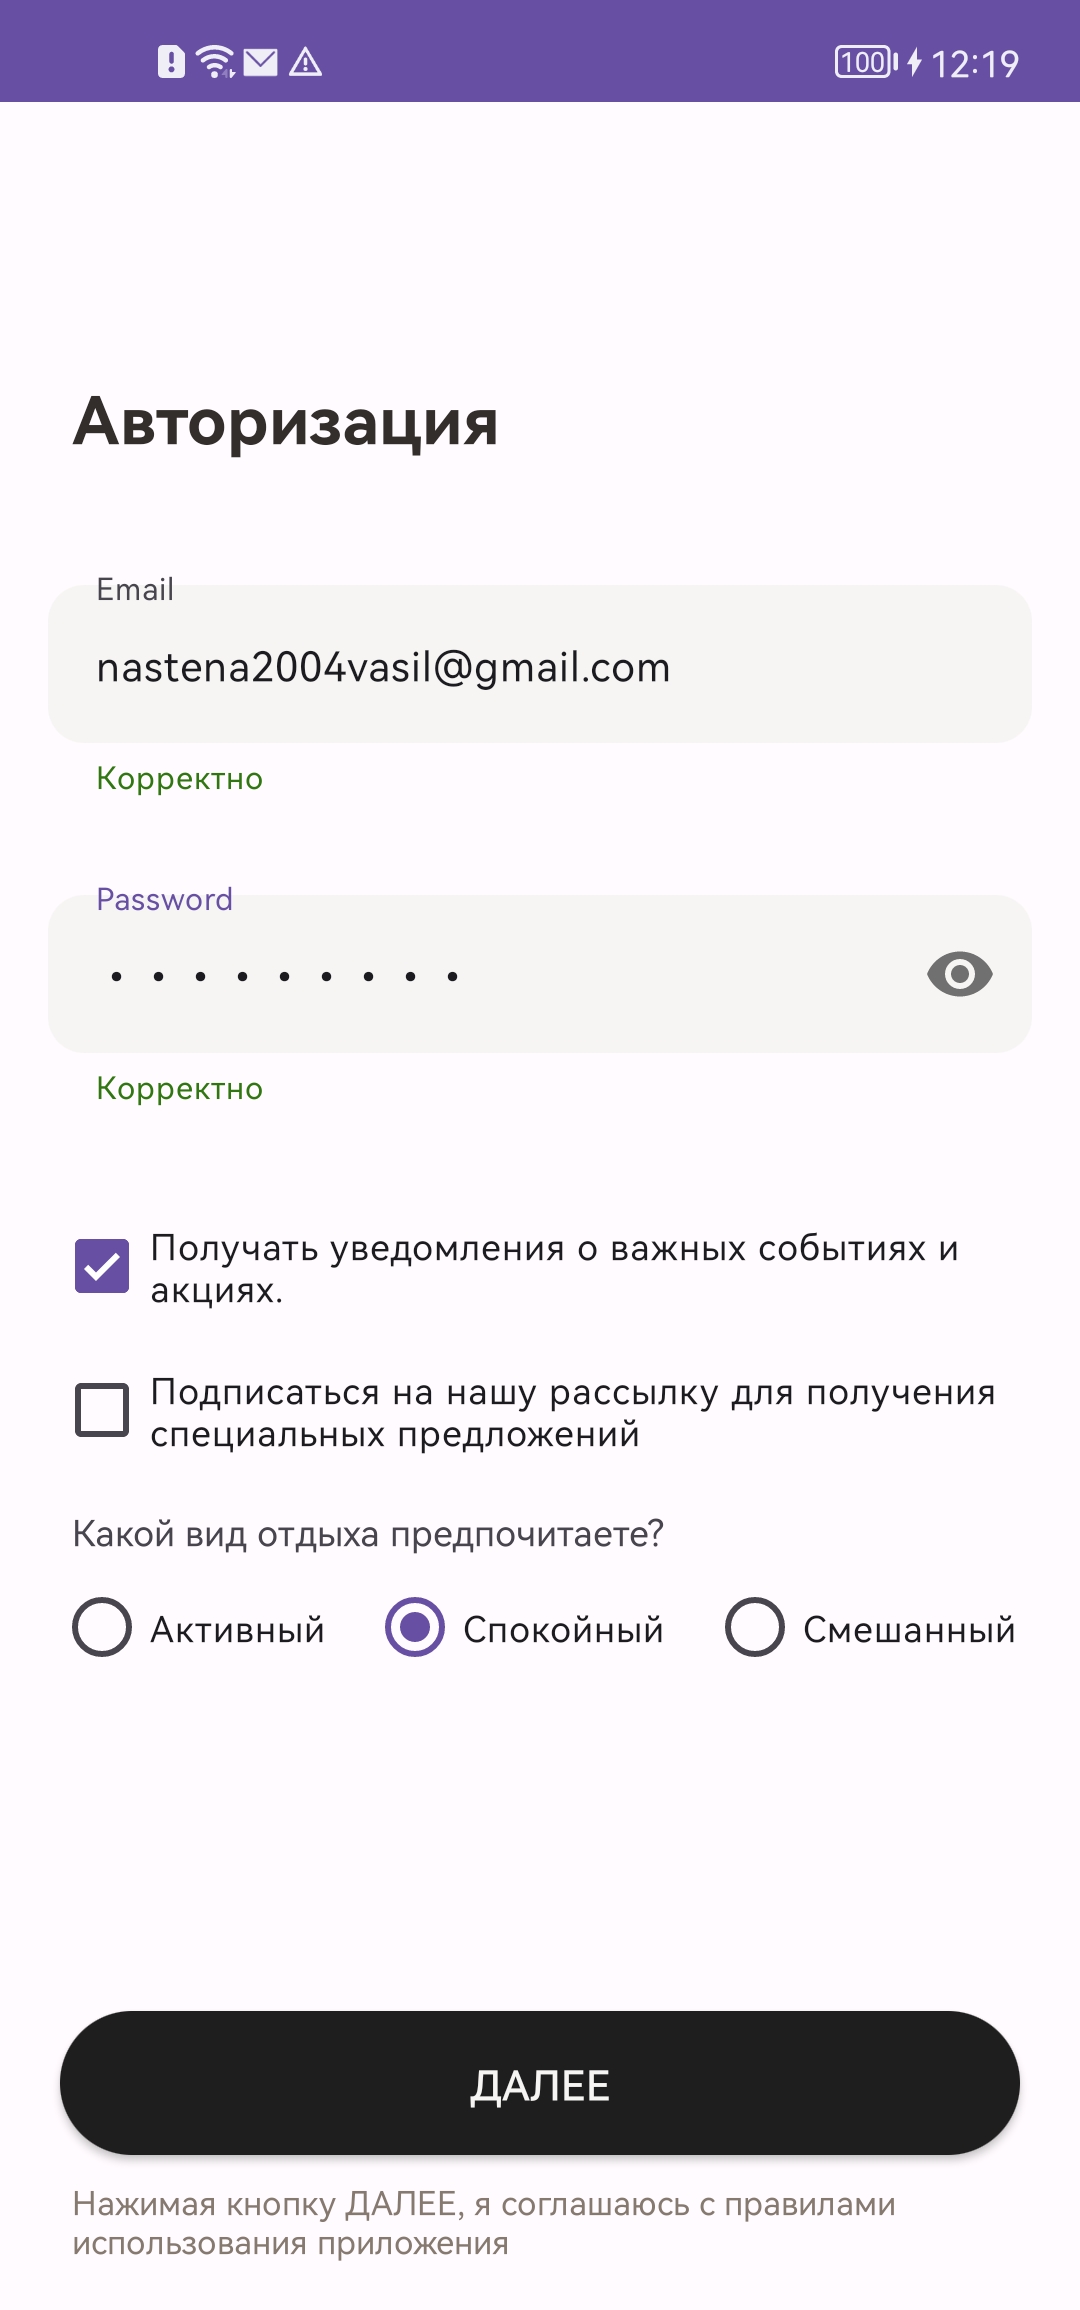 100 12:19
Авторизация
Email
nastena2004vasil@gmail.com
Корректно
Password
Корректно
Получать уведомления о важных событиях и
акциях.
Подписаться на нашу рассылку для получения
специальных предложений
Какой вид отдыха предпочитаете?
Активный Спокойный Смешанный
ДАЛЕЕ
Нажимая кнопку ДАЛЕЕ, я соглашаюсь с правилами
использования приложения